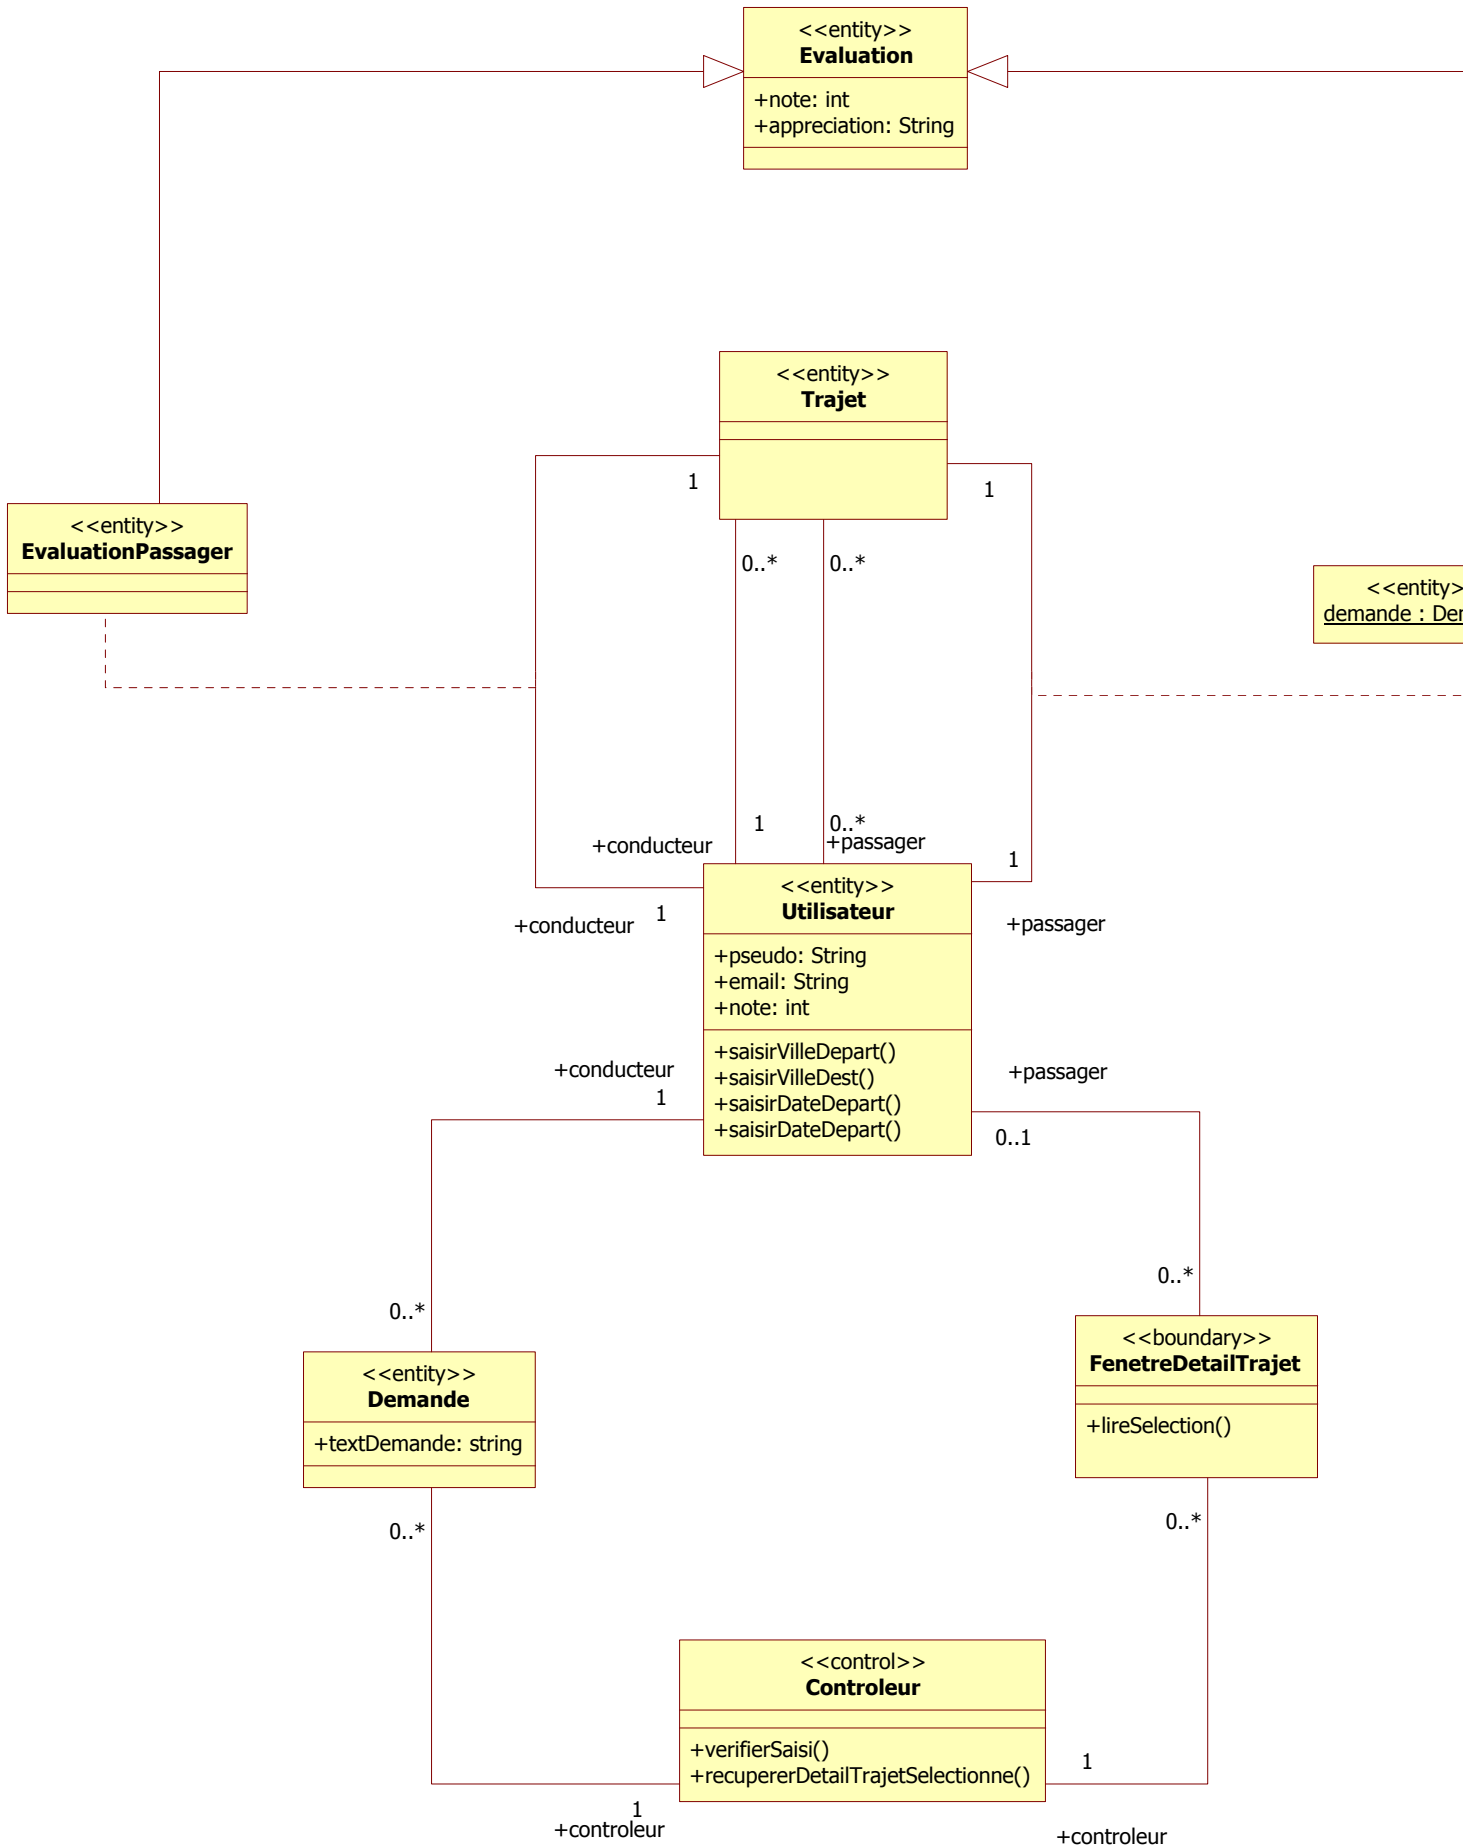 <<entity>>
Evaluation
+note: int
+appreciation: String
<<entity>>
Trajet
1
1
<<entity>>
EvaluationPassager
0..*
0..*
<<entity>
demande : Der
1
0..*
+conducteur
+passager
1
<<entity>>
Utilisateur
1
+conducteur
+passager
+pseudo: String
+email: String
+note: int
+saisirVilleDepart()
+saisirVilleDest()
+saisirDateDepart()
+saisirDateDepart()
+conducteur
1
+passager
0..1
0..*
0..*
<<entity>>
Demande
+textDemande: string
<<boundary>>
FenetreDetailTrajet
+lireSelection()
0..*
0..*
<<control>>
Controleur
+verifierSaisi()
+recupererDetailTrajetSelectionne()
1
1
+controleur
+controleur